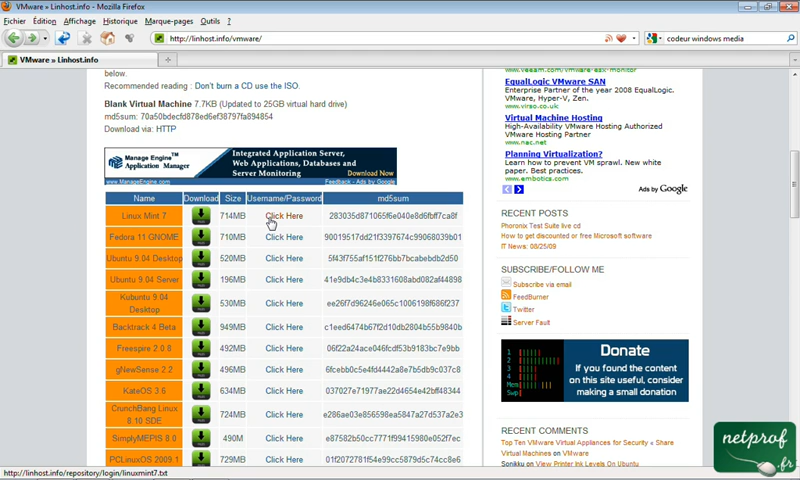 VMware » Linhost.info - Mozilla Firefox
Fichier Édition Affichage Historique Marque-pages Outils ?
http://linhost.info/vmware/
codeur windows media
VMware » Linhost.info
below.
Recommended reading : Don't burn a CD use the ISO.
Blank Virtual Machine 7.7KB (Updated to 25GB virtual hard drive)
md5sum: 70a50bdecfd878ed6ef38797fa894854
Download via: HTTP
Manage Engine
Application Manager
Integrated Application Server,
Web Applications, Databases and
Server Monitoring
Download Now
www.ManageEngine.com
Feedback - Ads by Google
Name Download Size Username/Password md5sum
Linux Mint 7 714MB Click Here 283035d871065f6e040e8d6fbff7ca8f
Fedora 11 GNOME 710MB Click Here 90019517dd21f3397674c99068039b01
Ubuntu 9.04 Desktop 520MB Click Here 5f43f755af151f276bb7bcabebdb2d50
Ubuntu 9.04 Server 196MB Click Here 41e9db4c3e4b8331608abd082af44898
Kubuntu 9.04
Desktop
530MB Click Here ee26f7d96246e065c1006198f686f237
Backtrack 4 Beta 949MB Click Here c1eed6474b67f2d10db2804b55b9840b
Freespire 2.0.8 492MB Click Here 06f22a24ace046fcdf53b9183bc7e9bb
gNewSense 2.2 496MB Click Here 6fcebb0c5e4fd4442a8e7b5db9c037c8
KateOS 3.6 634MB Click Here 037027e71977ae22d4654e42bff48344
CrunchBang Linux
8.10 SDE
724MB Click Here e286ae03e856598ea5847a27d537a2e3
SimplyMEPIS 8.0 490M Click Here e87582b50cc7771f99415980e052f7ec
PCLinuxOS 2009.1 729MB Click Here 01f2072781f54e99cc5879d5c74cc8e6
www.veeam.com/vmware-esx-monitor
EqualLogic VMware SAN
Enterprise Partner of the year 2008 EqualLogic.
VMware, Hyper-V, Zen.
www.virso.co.uk
Virtual Machine Hosting
High-Availability VMware Hosting Authorized
VMware Hosting Partner
www.nac.net
Planning Virtualization?
Learn how to prevent VM sprawl. New white
paper. Best practices.
www.embotics.com
Ads by Google
RECENT POSTS
Phoronix Test Suite live cd
How to get discounted or free Microsoft software
IT News: 08/25/09
SUBSCRIBE/FOLLOW ME
Subscribe via email
FeedBurner
Twitter
Server Fault
1
2
3
4
Mem
Swp
Donate
If you found the content
on this site useful, consider
making a small donation
RECENT COMMENTS
Top Ten VMware Virtual Appliances for Security « Share
Virtual Machines on VMware
Sonikku on View Printer Ink Levels On Ubuntu
netprof
.fr
http://linhost.info/repository/login/linuxmint7.txt